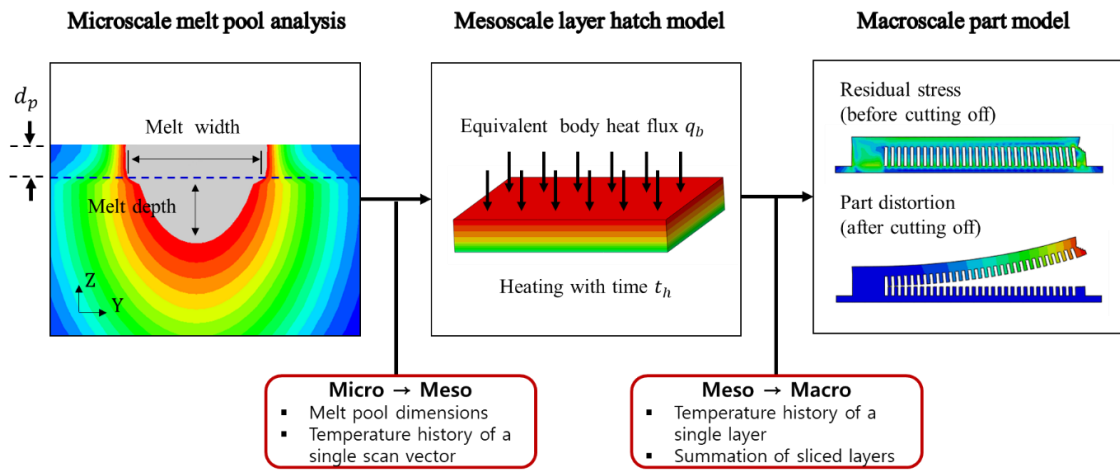 Microscale melt pool analysis
Mesoscale layer hatch model
Macroscale part model
d_p
Melt width
Melt depth
Z
Y
Equivalent body heat flux q_b
Heating with time t_h
Residual stress
(before cutting off)
Part distortion
(after cutting off)
Micro → Meso
▪ Melt pool dimensions
▪ Temperature history of a
single scan vector
Meso → Macro
▪ Temperature history of a
single layer
▪ Summation of sliced layers